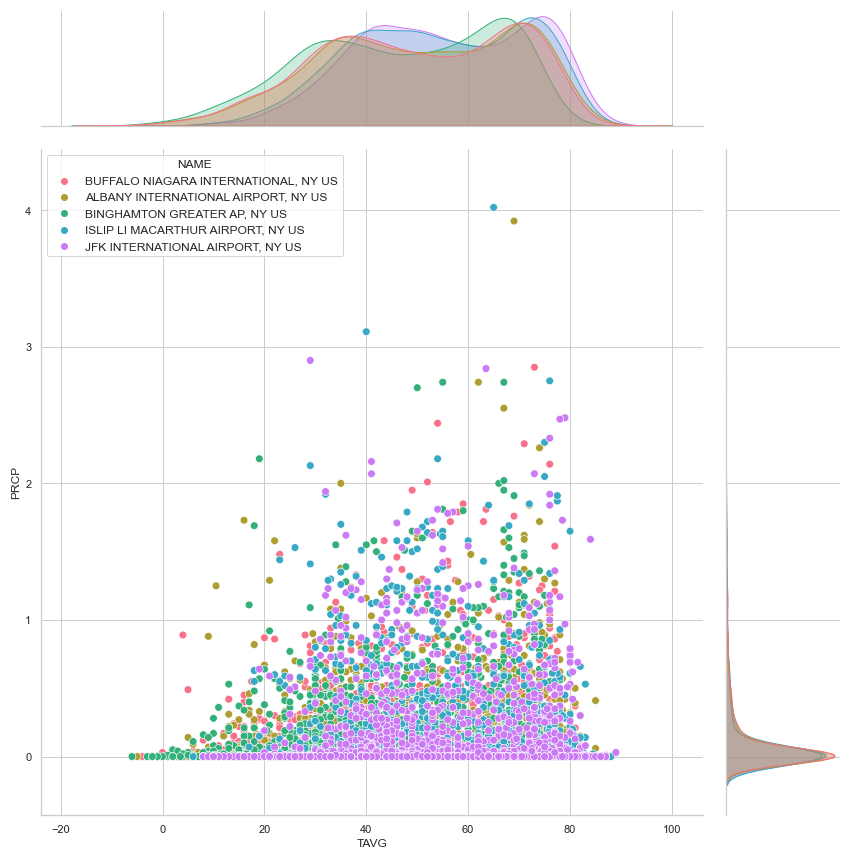 NAME
BUFFALO NIAGARA INTERNATIONAL, NY US
ALBANY INTERNATIONAL AIRPORT, NY US
BINGHAMTON GREATER AP, NY US
ISLIP LI MACARTHUR AIRPORT, NY US
JFK INTERNATIONAL AIRPORT, NY US
4
3
2
1
0
PRCP
−20
0
20
40
60
80
100
TAVG